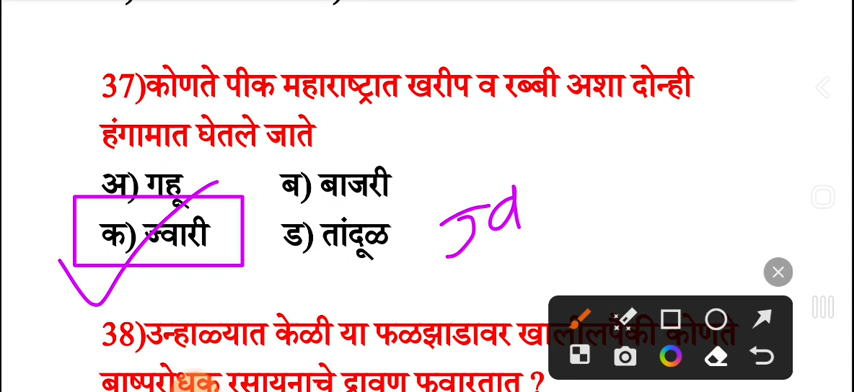 37)कोणते पीक महाराष्ट्रात खरीप व रब्बी अशा दोन्ही
हंगामात घेतले जाते
अ) गहू ब) बाजरी
क) ज्वारी ड) तांदूळ
38)उन्हाळ्यात केळी या फळझाडावर खालीलपैकी कोणते
बाष्परोधक रसायनाचे द्रावण फवारतात ?